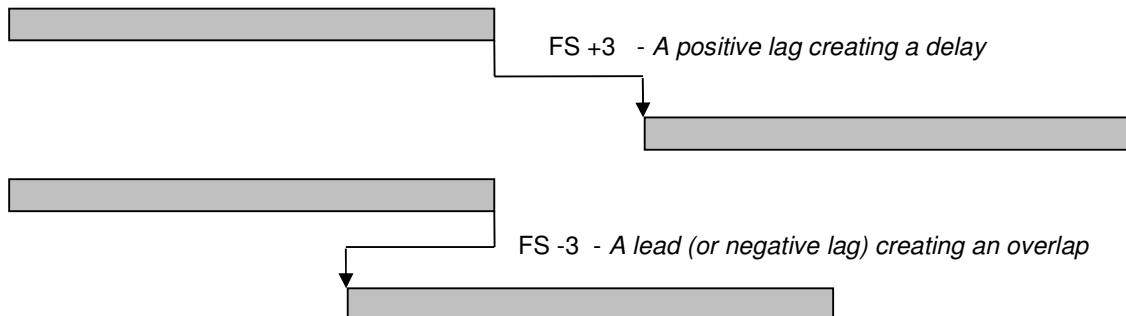 FS +3 - A positive lag creating a delay
FS -3 - A lead (or negative lag) creating an overlap